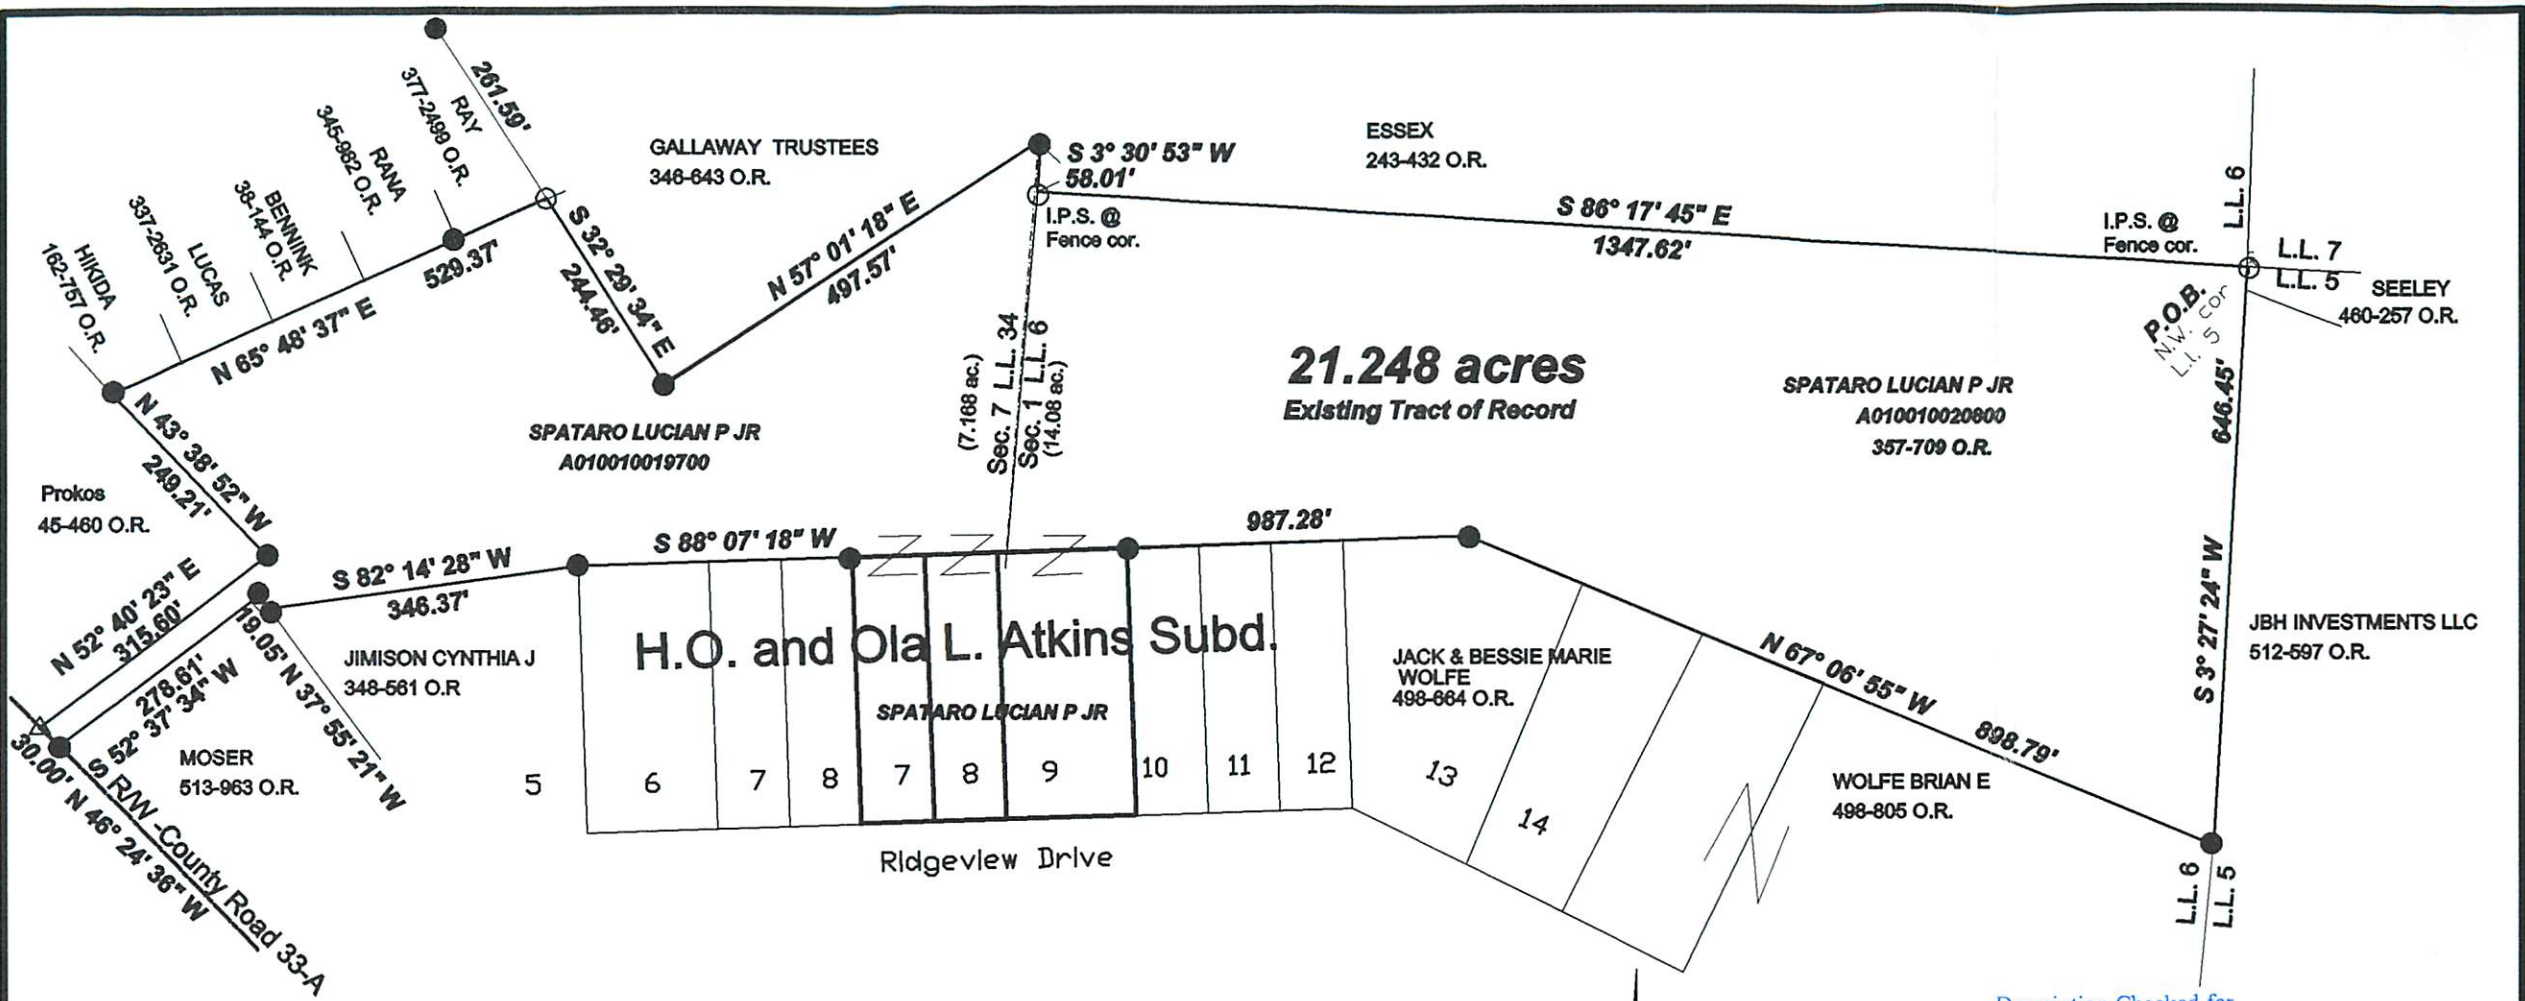 261.59'
RAY
377-2499 O.R.
RANA
345-982 O.R.
BENNINK
38-144 O.R.
LUCAS
337-2631 O.R.
HIKIDA
162-757 O.R.
GALLAWAY TRUSTEES
346-643 O.R.
S 3° 30' 53" W
58.01'
I.P.S. @
Fence cor.
ESSEX
243-432 O.R.
S 86° 17' 45" E
1347.62'
I.P.S. @
Fence cor.
L.L. 6
L.L. 7
L.L. 5
SEELEY
460-257 O.R.
P.O.B.
N.W. cor
L.l. 5
N 65° 48' 37" E
529.37'
S 32° 29' 34" E
244.46'
N 57° 01' 18" E
497.57'
(7.168 ac.)
Sec. 7 L.L. 34
Sec. 1 L.L. 6
(14.08 ac.)
21.248 acres
Existing Tract of Record
SPATARO LUCIAN P JR
A010010020800
357-709 O.R.
646.45'
S 3° 27' 24" W
SPATARO LUCIAN P JR
A010010019700
N 43° 38' 52" W
249.21'
Prokos
45-460 O.R.
N 52° 40' 23" E
315.60'
S 82° 14' 28" W
346.37'
S 88° 07' 18" W
987.28'
278.61'
S 52° 37' 34" W
19.05' N 37° 55' 21" W
30.00' N 46° 24' 36" W
R/W -County Road 33-A
MOSER
513-963 O.R.
JIMISON CYNTHIA J
348-561 O.R
H.O. and Ola L. Atkins Subd.
SPATARO LUCIAN P JR
5
6
7
8
7
8
9
10
11
12
13
14
Ridgeview Drive
JACK & BESSIE MARIE
WOLFE
498-664 O.R.
N 67° 06' 55" W
898.79'
WOLFE BRIAN E
498-805 O.R.
JBH INVESTMENTS LLC
512-597 O.R.
L.L. 6
L.L. 5
Description Checked for